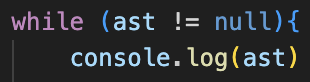 while (ast != null){
    console.log(ast)